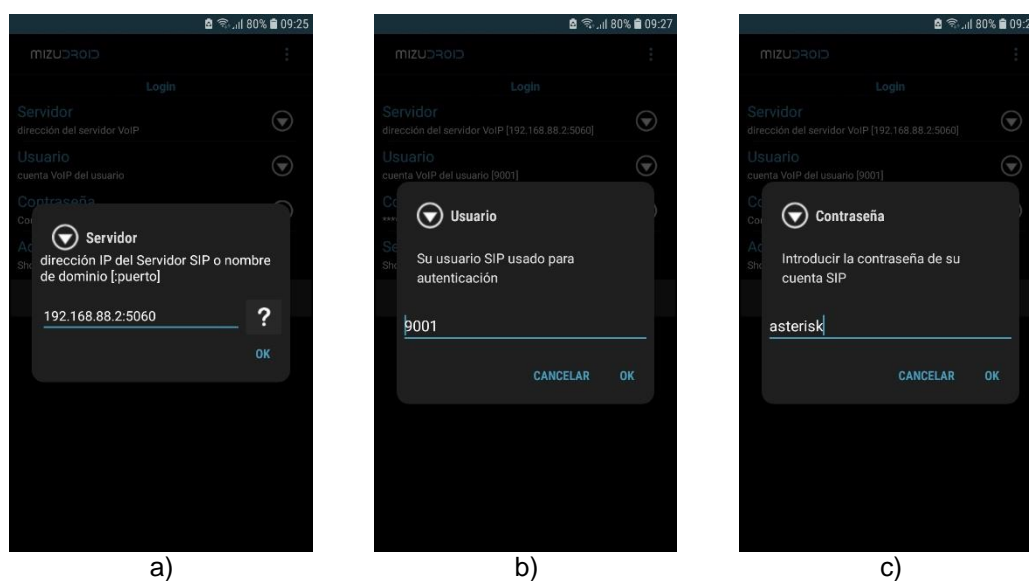 80% 09:25
MIZUDROID
Login
Servidor
dirección del servidor VoIP
Usuario
cuenta VoIP del usuario
Contraseña
Servidor
dirección IP del Servidor SIP o nombre
de dominio [:puerto]
192.168.88.2:5060
?
OK
a)
80% 09:27
MIZUDROID
Login
Servidor
dirección del servidor VoIP [192.168.88.2:5060]
Usuario
cuenta VoIP del usuario [9001]
Usuario
Su usuario SIP usado para
autenticación
9001
CANCELAR OK
b)
80% 09:2
MIZUDROID
Login
Servidor
dirección del servidor VoIP [192.168.88.2:5060]
Usuario
cuenta VoIP del usuario [9001]
Contraseña
Introducir la contraseña de su
cuenta SIP
asterisk
CANCELAR OK
c)